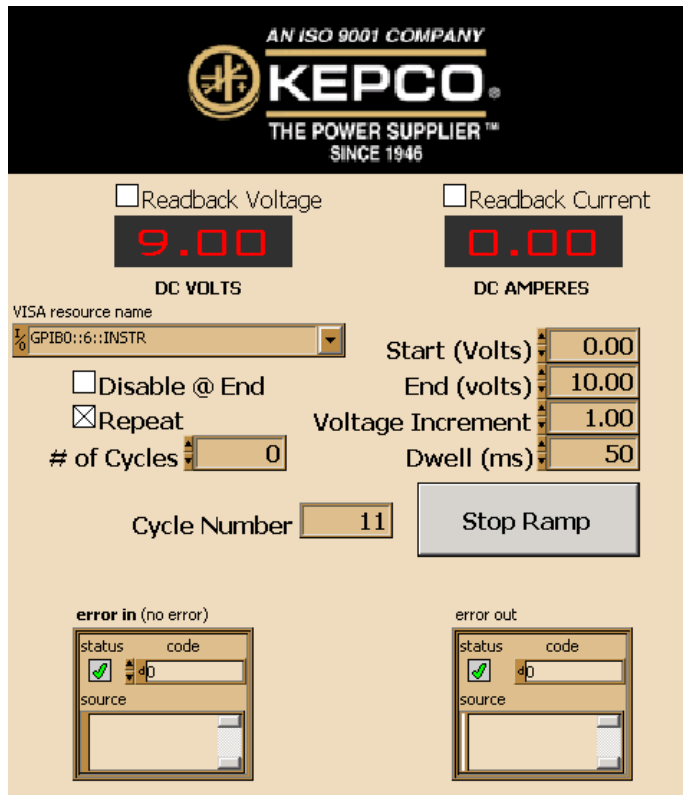 AN ISO 9001 COMPANY
KEPCO®
THE POWER SUPPLIER™
SINCE 1946
Readback Voltage
Readback Current
9.00
0.00
DC VOLTS
DC AMPERES
VISA resource name
I/O GPIB0::6::INSTR
Start (Volts) 0.00
Disable @ End
End (volts) 10.00
Repeat
Voltage Increment 1.00
# of Cycles 0
Dwell (ms) 50
Cycle Number 11
Stop Ramp
error in (no error)
error out
status code
status code
d0
d0
source
source